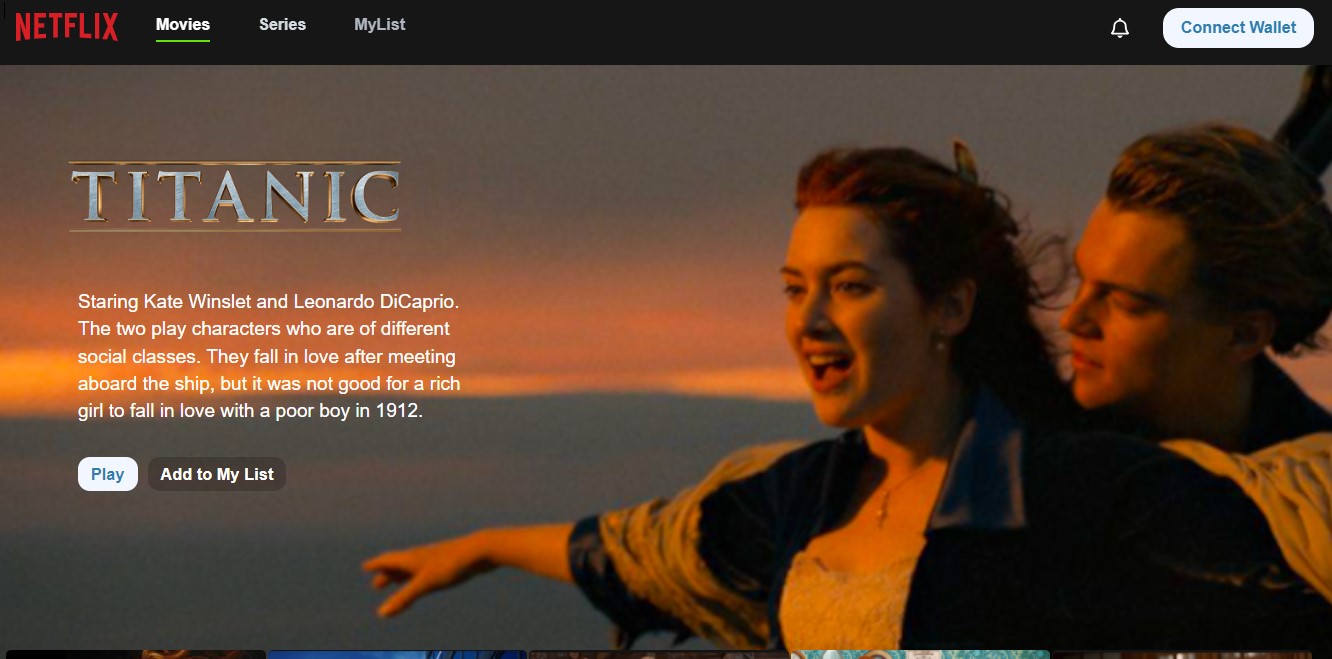 NETFLIX
Movies
Series
MyList
Connect Wallet
TITANIC
Staring Kate Winslet and Leonardo DiCaprio.
The two play characters who are of different
social classes. They fall in love after meeting
aboard the ship, but it was not good for a rich
girl to fall in love with a poor boy in 1912.
Play
Add to My List